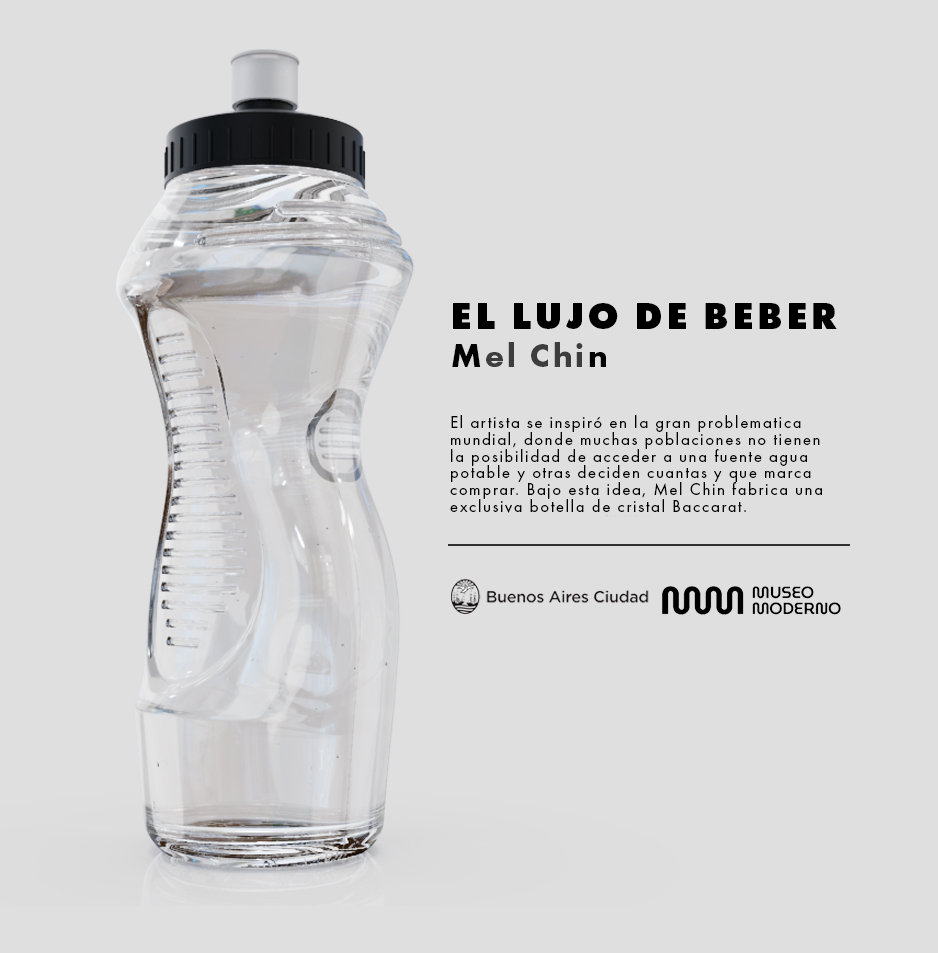 EL LUJO DE BEBER
Mel Chin
El artista se inspiró en la gran problematica
mundial, donde muchas poblaciones no tienen
la posibilidad de acceder a una fuente agua
potable y otras deciden cuantas y que marca
comprar. Bajo esta idea, Mel Chin fabrica una
exclusiva botella de cristal Baccarat.
Buenos Aires Ciudad
MUSEO
MODERNO